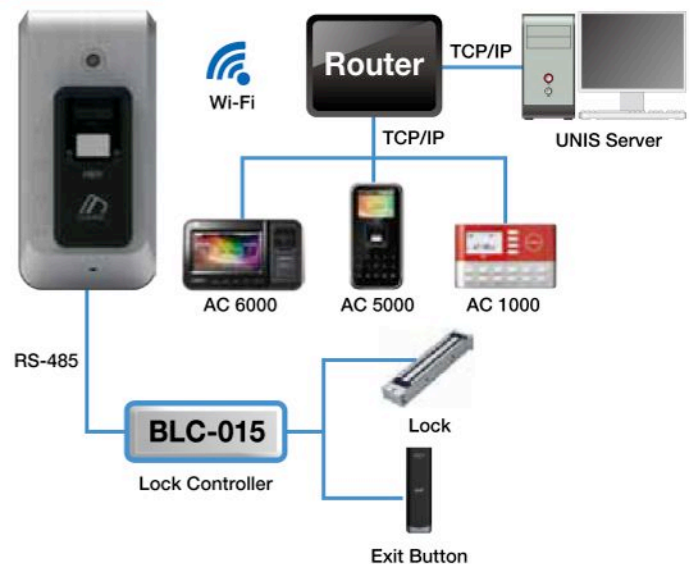 Wi-Fi
Router
TCP/IP
UNIS Server
TCP/IP
AC 6000
AC 5000
AC 1000
RS-485
BLC-015
Lock Controller
Lock
Exit Button